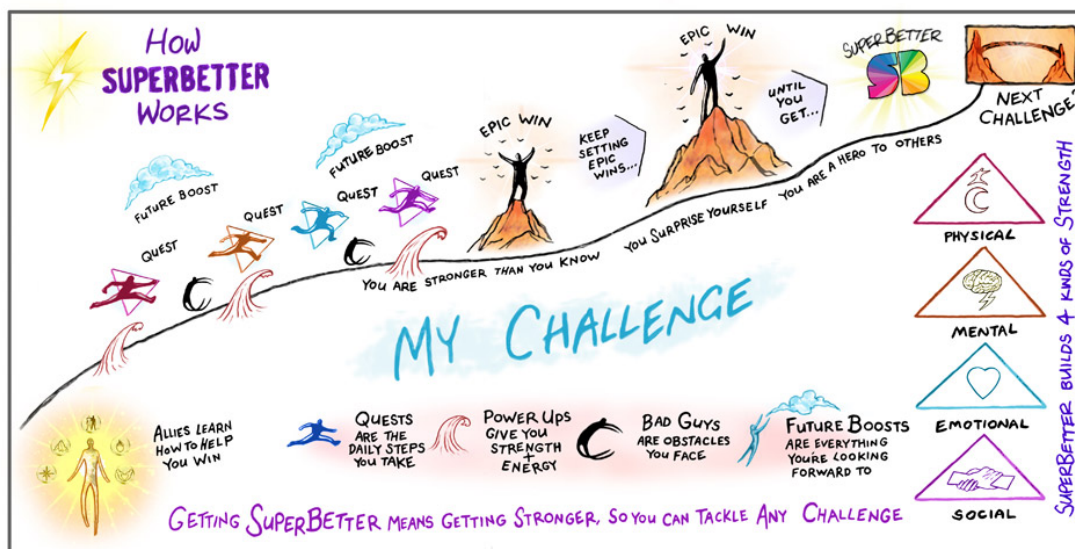 How
SUPERBETTER
WORKS
FUTURE BOOST
FUTURE BOOST
QUEST
QUEST
QUEST
QUEST
EPIC WIN
KEEP
SETTING
EPIC
WINS...
EPIC WIN
UNTIL
YOU
GET...
SUPERBETTER
SB
NEXT
CHALLENGE?
YOU ARE STRONGER THAN YOU KNOW
YOU SURPRISE YOURSELF
YOU ARE A HERO TO OTHERS
MY CHALLENGE
PHYSICAL
MENTAL
EMOTIONAL
SOCIAL
SUPERBETTER BUILDS 4 KINDS OF STRENGTH
ALLIES LEARN
HOW TO HELP
YOU WIN
QUESTS
ARE THE
DAILY STEPS
YOU TAKE
POWER UPS
GIVE YOU
STRENGTH
+
ENERGY
BAD GUYS
ARE OBSTACLES
YOU FACE
FUTURE BOOSTS
ARE EVERYTHING
YOU'RE LOOKING
FORWARD TO
GETTING SUPERBETTER MEANS GETTING STRONGER, SO YOU CAN TACKLE ANY CHALLENGE